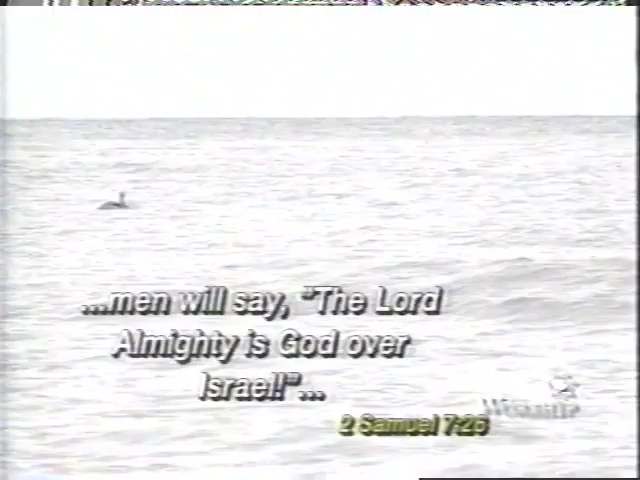 ...men will say, "The Lord
Almighty is God over
Israel!"...
2 Samuel 7:26